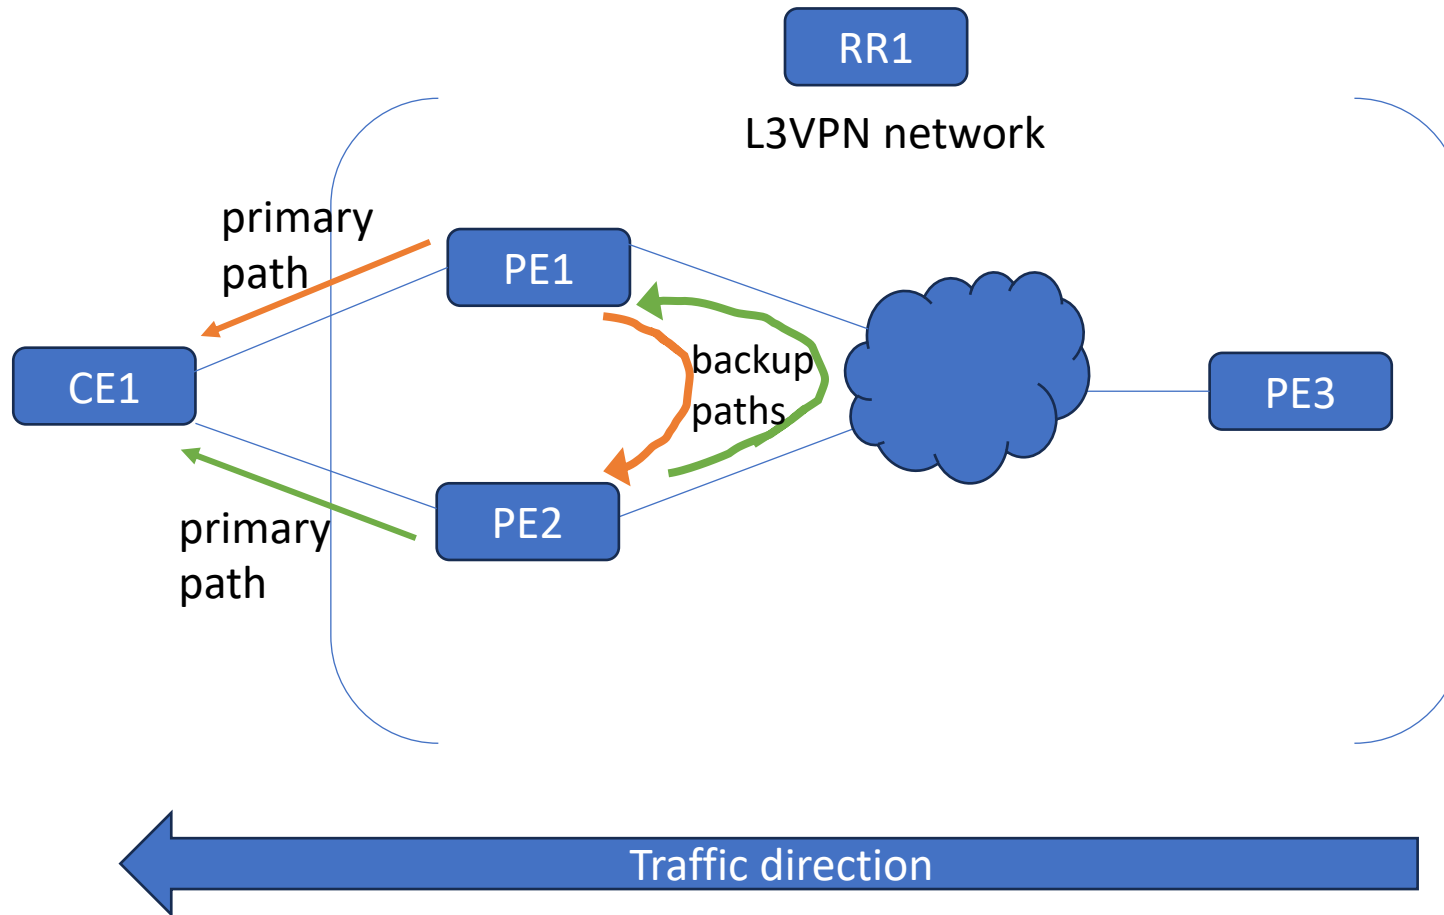 RR1
L3VPN network
primary
path
PE1
backup
paths
CE1
PE3
PE2
primary
path
Traffic direction